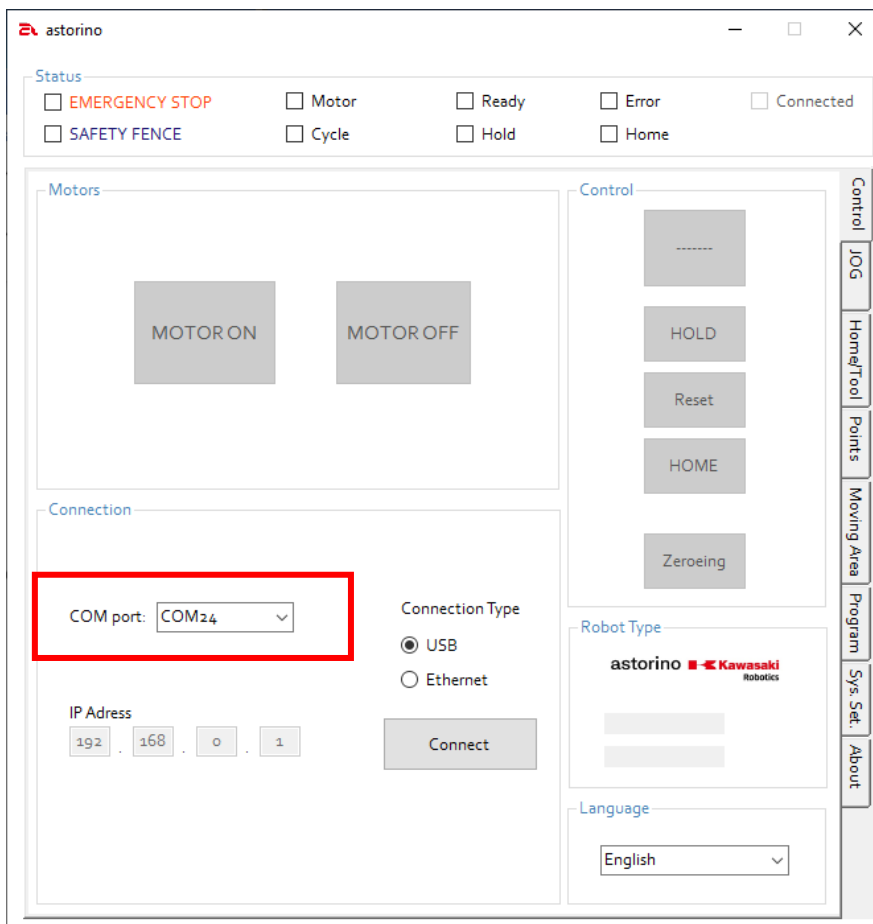 astorino
Status
EMERGENCY STOP Motor Ready Error Connected
SAFETY FENCE Cycle Hold Home
Motors
MOTOR ON MOTOR OFF
Control
-------
HOLD
Reset
HOME
Zeroeing
Connection
COM port: COM24
Connection Type
USB
Ethernet
IP Adress
192 . 168 . 0 . 1
Connect
Robot Type
astorino Kawasaki
Robotics
Language
English
Control
JOG
Home/Tool
Points
Moving Area
Program
Sys. Set.
About